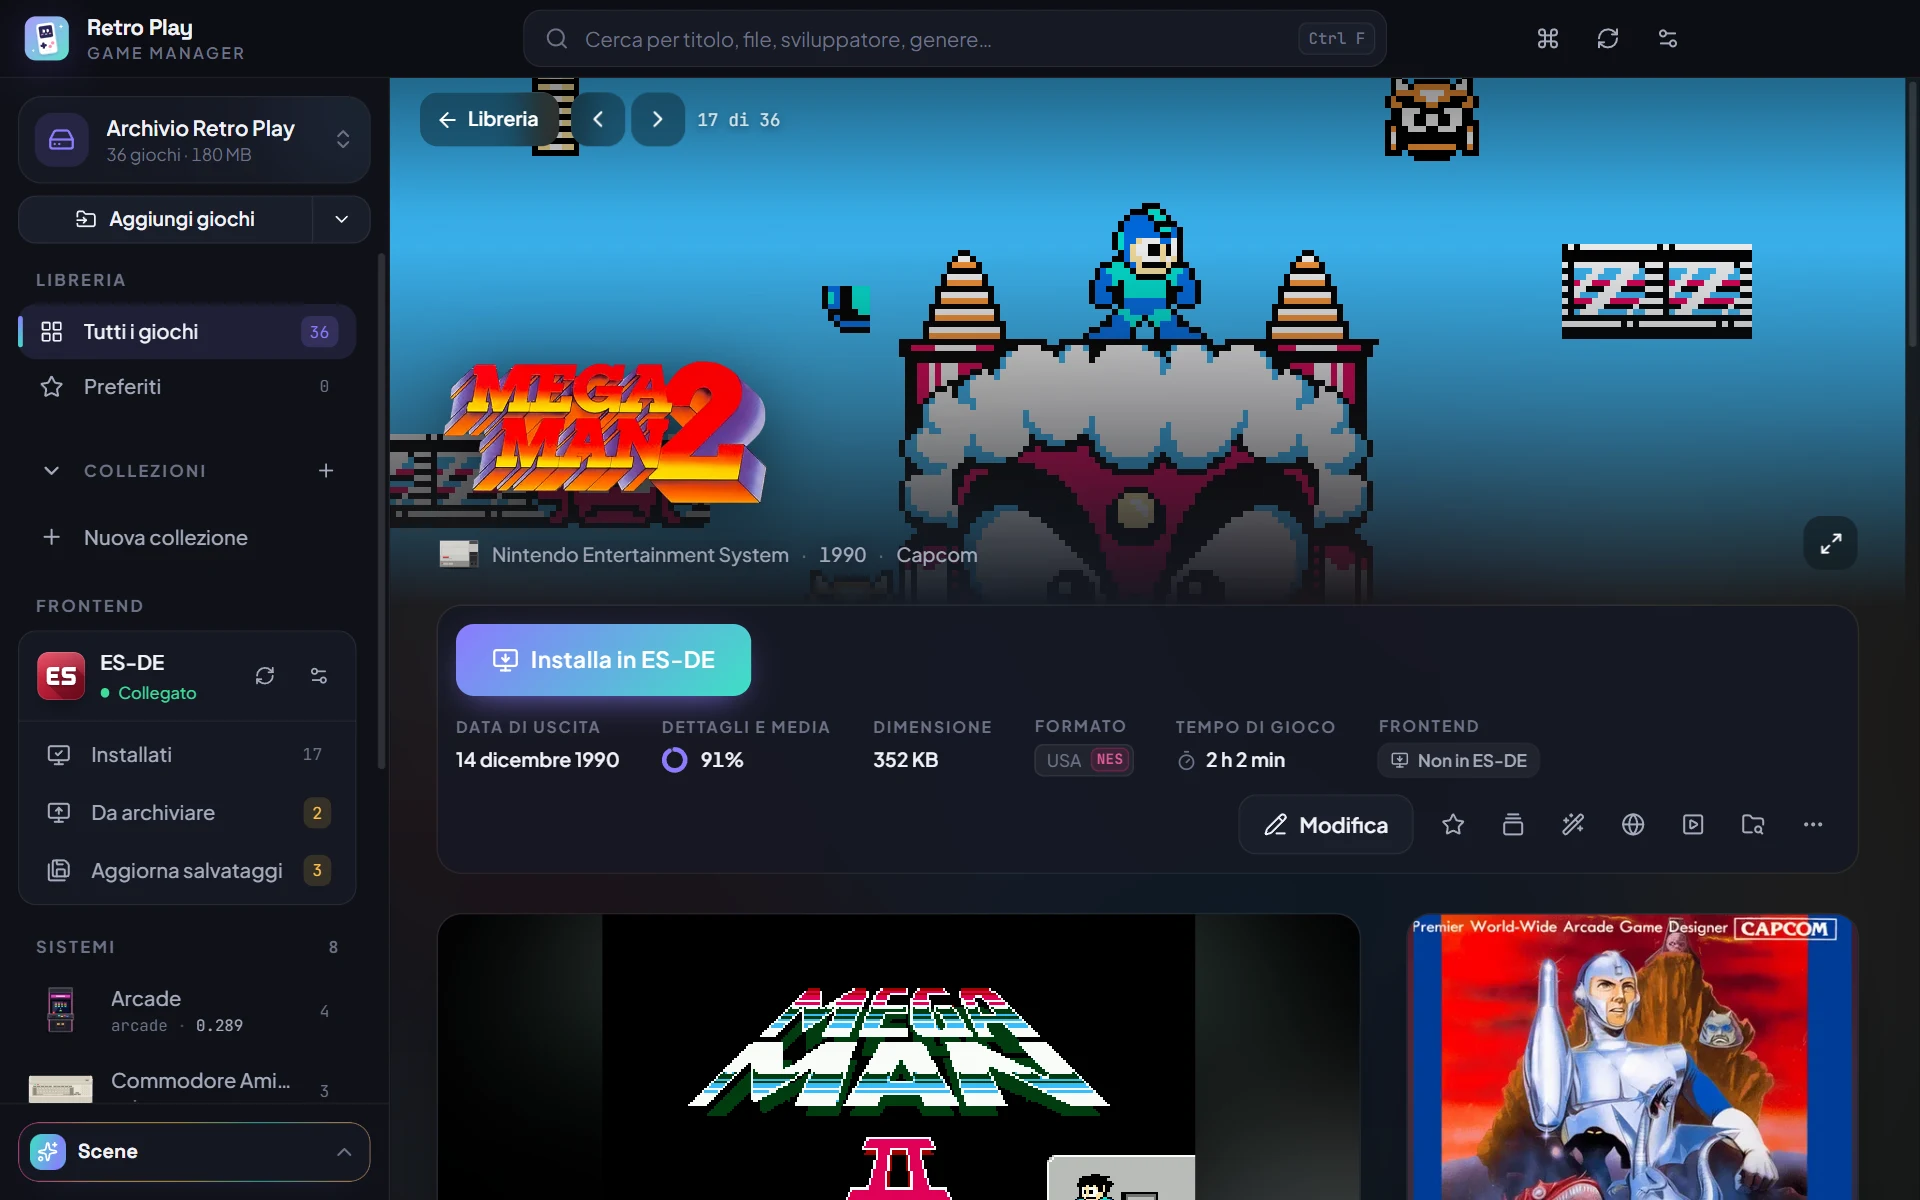 Retro Play
GAME MANAGER
Cerca per titolo, file, sviluppatore, genere...
Ctrl F
Archivio Retro Play
36 giochi · 180 MB
Aggiungi giochi
LIBRERIA
Tutti i giochi
36
Preferiti
0
COLLEZIONI
Nuova collezione
FRONTEND
ES
ES-DE
Collegato
Installati
17
Da archiviare
2
Aggiorna salvataggi
3
SISTEMI
8
Arcade
4
arcade · 0.289
Commodore Ami...
3
Scene
Libreria
17 di 36
MEGA
MAN 2
Nintendo Entertainment System · 1990 · Capcom
Installa in ES-DE
DATA DI USCITA
14 dicembre 1990
DETTAGLI E MEDIA
91%
DIMENSIONE
352 KB
FORMATO
USA NES
TEMPO DI GIOCO
2 h 2 min
FRONTEND
Non in ES-DE
Modifica
MEGA
MAN
II
Premier World-Wide Arcade Game Designer CAPCOM